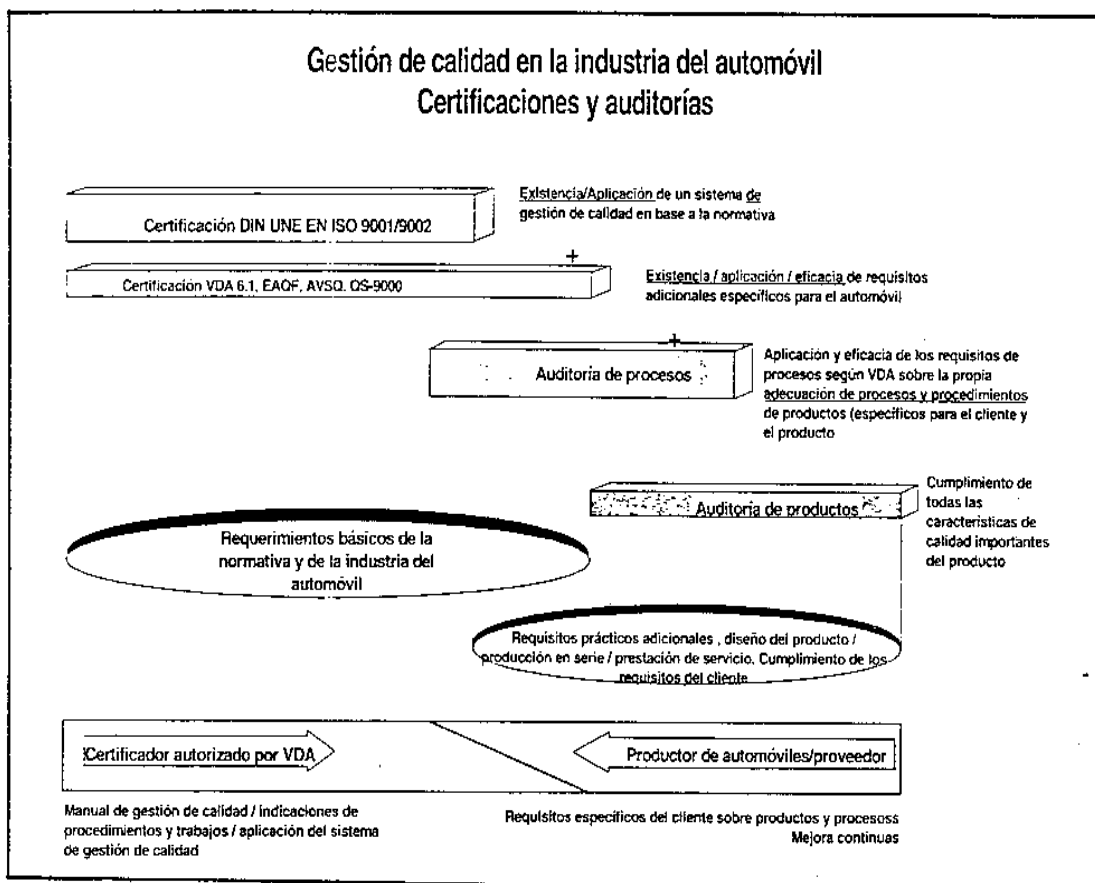 Gestión de calidad en la industria del automóvil
Certificaciones y auditorías
Certificación DIN UNE EN ISO 9001/9002
Existencia/Aplicación de un sistema de
gestión de calidad en base a la normativa
+
Certificación VDA 6.1, EAQF, AVSQ. QS-9000
Existencia / aplicación / eficacia de requisitos
adicionales específicos para el automóvil
+
Auditoría de procesos
Aplicación y eficacia de los requisitos de
procesos según VDA sobre la propia
adecuación de procesos y procedimientos
de productos (específicos para el cliente y
el producto
Auditoría de productos
Cumplimiento de
todas las
características de
calidad importantes
del producto
Requerimientos básicos de la
normativa y de la industria del
automóvil
Requisitos prácticos adicionales , diseño del producto /
producción en serie / prestación de servicio. Cumplimiento de los
requisitos del cliente
Certificador autorizado por VDA
Productor de automóviles/proveedor
Manual de gestión de calidad / indicaciones de
procedimientos y trabajos / aplicación del sistema
de gestión de calidad
Requisitos específicos del cliente sobre productos y procesoss
Mejora continuas